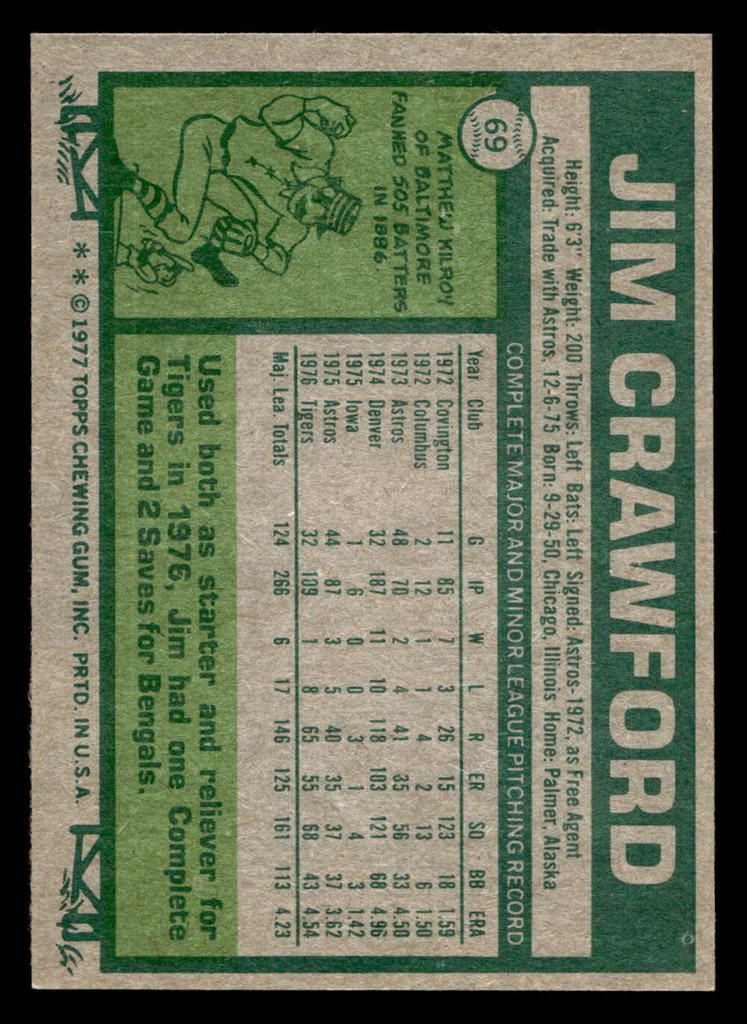 JIM CRAWFORD
69
Height: 6'3" Weight: 200 Throws: Left Bats: Left Signed: Astros-1972, as Free Agent
Acquired: Trade with Astros, 12-6-75 Born: 9-29-50, Chicago, Illinois Home: Palmer, Alaska
COMPLETE MAJOR AND MINOR LEAGUE PITCHING RECORD
Year Club G IP W L R ER SO BB ERA
1972 Covington 11 85 7 3 26 15 123 18 1.59
1972 Columbus 2 12 1 1 4 2 13 6 1.50
1973 Astros 48 70 2 4 41 35 56 33 4.50
1974 Denver 32 187 11 10 118 103 121 68 4.96
1975 Iowa 1 6 0 0 3 1 4 3 1.42
1975 Astros 44 87 3 5 40 35 37 37 3.62
1976 Tigers 32 109 1 8 65 55 68 43 4.54
Maj. Lea. Totals 124 266 6 17 146 125 161 113 4.23
MATTHEW KILROY
OF BALTIMORE
FANNED 505 BATTERS
IN 1886.
Used both as starter and reliever for
Tigers in 1976, Jim had one Complete
Game and 2 Saves for Bengals.
* * © 1977 TOPPS CHEWING GUM, INC. PRTD. IN U.S.A.